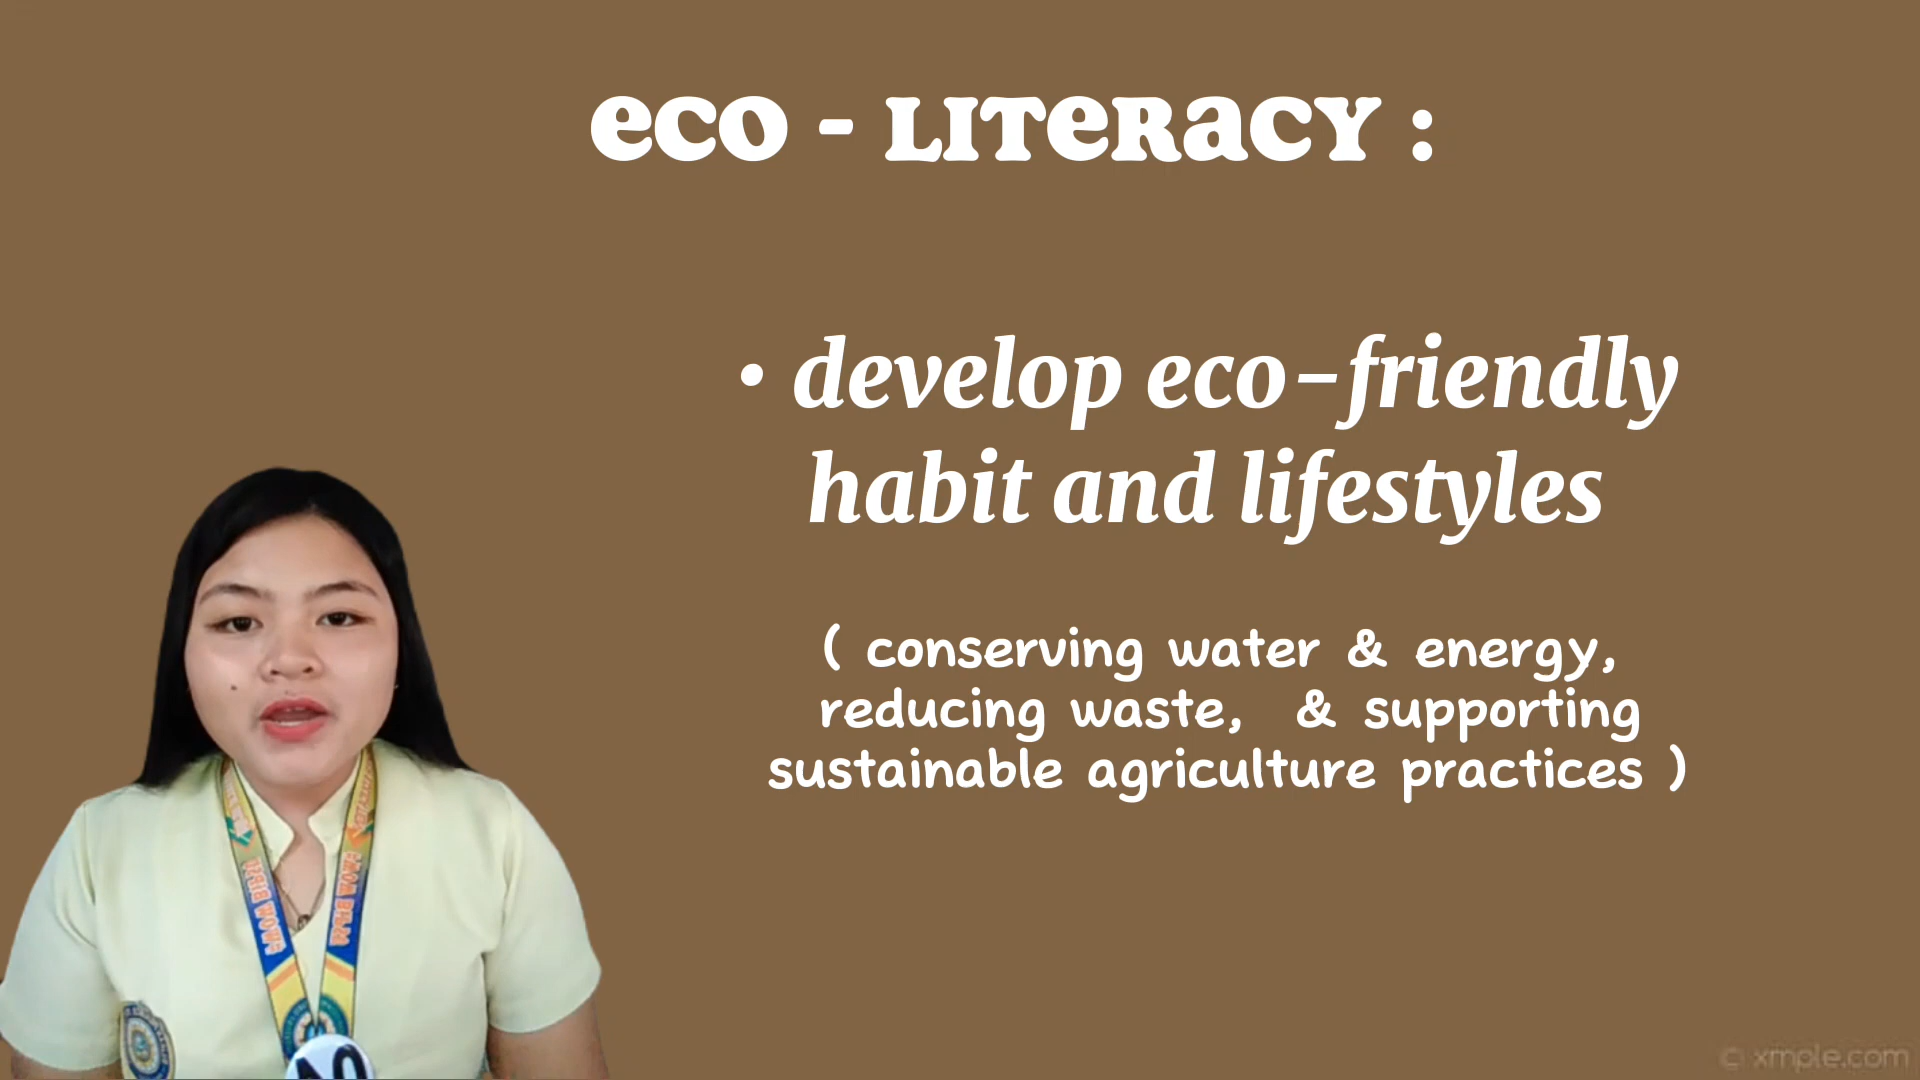 eco - LITeRacY :
• develop eco-friendly
habit and lifestyles
( conserving water & energy,
reducing waste, & supporting
sustainable agriculture practices )
© xmple.com